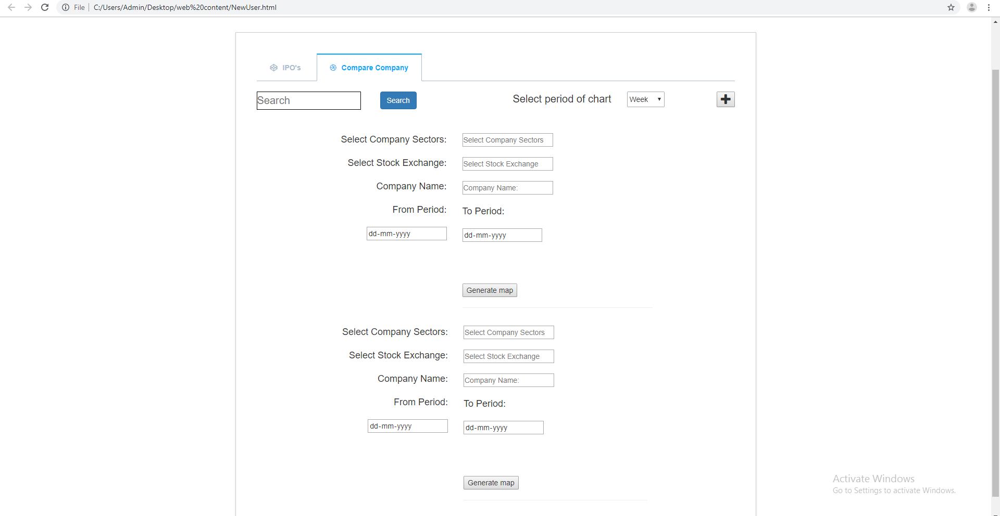 File C:/Users/Admin/Desktop/web%20content/NewUser.html
IPO's Compare Company
Search Search Select period of chart Week
Select Company Sectors: Select Company Sectors
Select Stock Exchange: Select Stock Exchange
Company Name: Company Name:
From Period: To Period:
dd-mm-yyyy dd-mm-yyyy
Generate map
Select Company Sectors: Select Company Sectors
Select Stock Exchange: Select Stock Exchange
Company Name: Company Name:
From Period: To Period:
dd-mm-yyyy dd-mm-yyyy
Generate map
Activate Windows
Go to Settings to activate Windows.